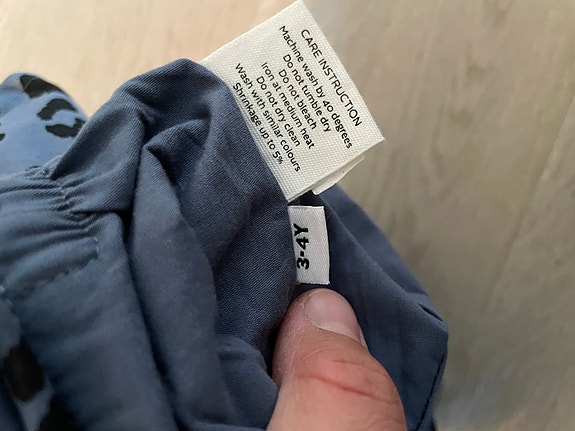 CARE INSTRUCTION
Machine wash by 40 degrees
Do not tumble dry
Do not bleach
Iron at medium heat
Do not dry clean
Wash with similar colours
Shrinkage up to 5%
3-4Y